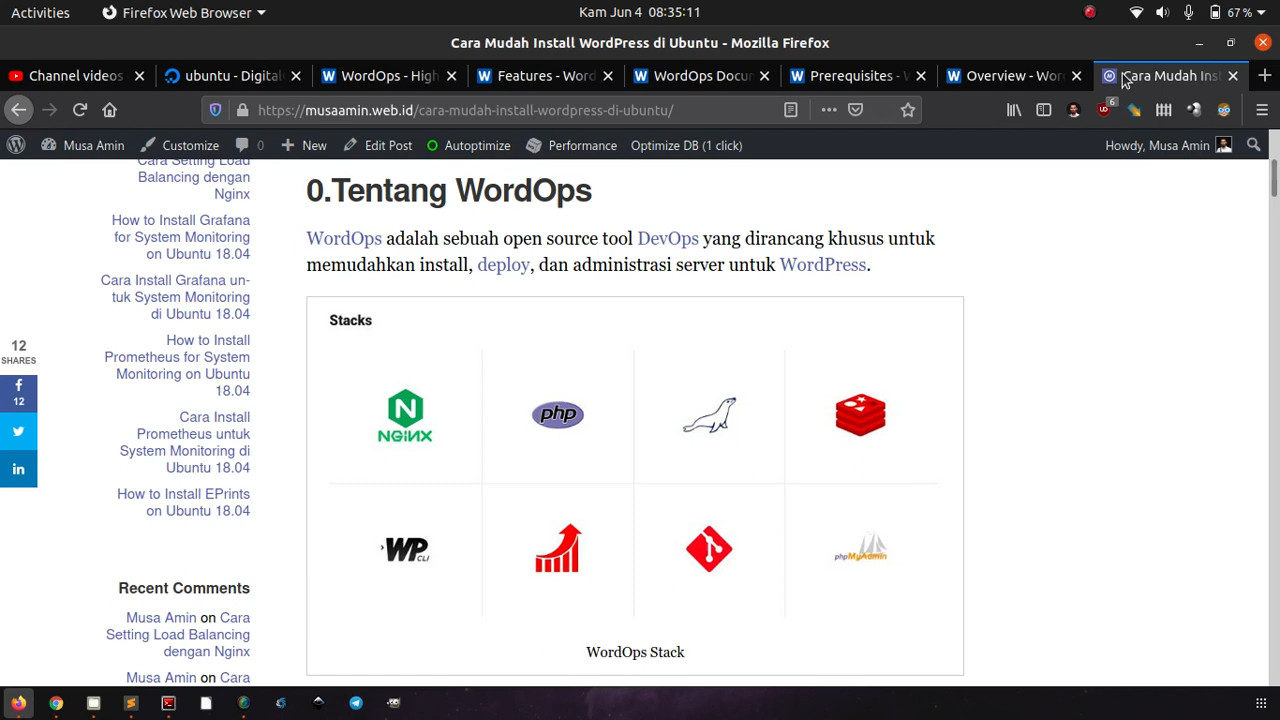 Activities
Firefox Web Browser
Kam Jun 4 08:35:11
67 %
Cara Mudah Install WordPress di Ubuntu - Mozilla Firefox
Channel videos
ubuntu - Digital
WordOps - High
Features - Word
WordOps Docum
Prerequisites - W
Overview - Wor
Cara Mudah Inst
https://musaamin.web.id/cara-mudah-install-wordpress-di-ubuntu/
6
Musa Amin
Customize
0
New
Edit Post
Autoptimize
Performance
Optimize DB (1 click)
Howdy, Musa Amin
Cara Setting Load
Balancing dengan
Nginx
How to Install Grafana
for System Monitoring
on Ubuntu 18.04
Cara Install Grafana un-
tuk System Monitoring
di Ubuntu 18.04
How to Install
Prometheus for System
Monitoring on Ubuntu
18.04
Cara Install
Prometheus untuk
System Monitoring di
Ubuntu 18.04
How to Install EPrints
on Ubuntu 18.04
Recent Comments
Musa Amin on Cara
Setting Load Balancing
dengan Nginx
Musa Amin on Cara
12
SHARES
12
0.Tentang WordOps
WordOps adalah sebuah open source tool DevOps yang dirancang khusus untuk
memudahkan install, deploy, dan administrasi server untuk WordPress.
Stacks
NGINX
php
WP CLI
phpMyAdmin
WordOps Stack